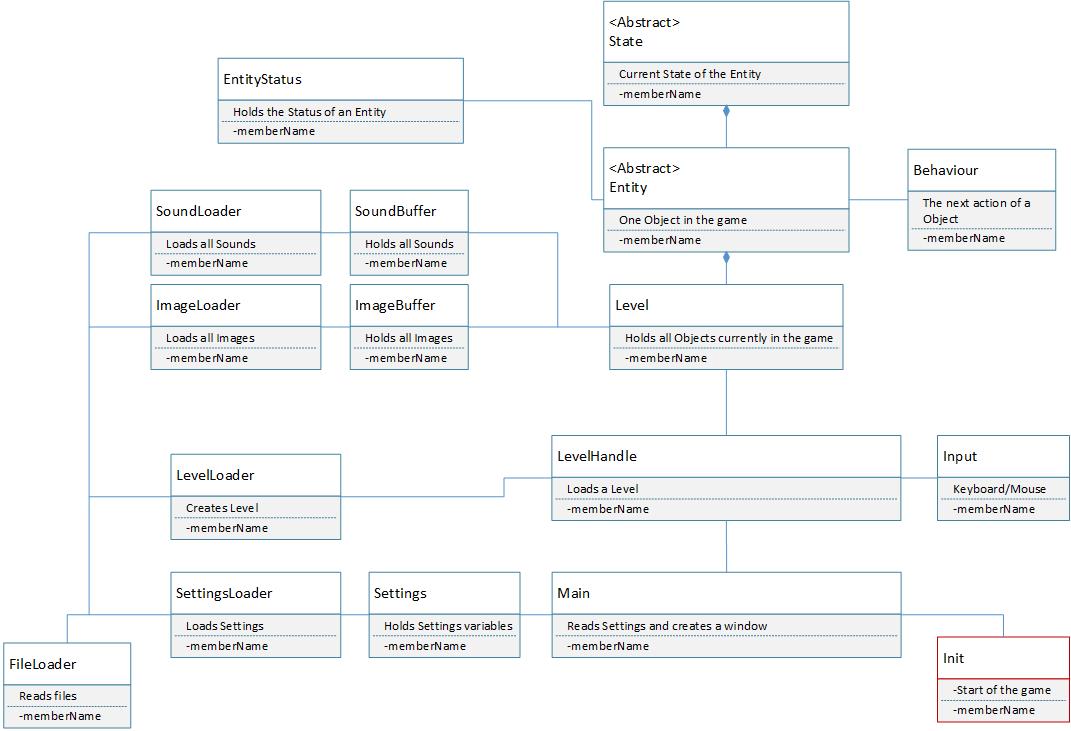 <Abstract>
State
Current State of the Entity
-memberName
EntityStatus
Holds the Status of an Entity
-memberName
<Abstract>
Entity
One Object in the game
-memberName
Behaviour
The next action of a
Object
-memberName
SoundLoader
Loads all Sounds
-memberName
SoundBuffer
Holds all Sounds
-memberName
ImageLoader
Loads all Images
-memberName
ImageBuffer
Holds all Images
-memberName
Level
Holds all Objects currently in the game
-memberName
LevelLoader
Creates Level
-memberName
LevelHandle
Loads a Level
-memberName
Input
Keyboard/Mouse
-memberName
SettingsLoader
Loads Settings
-memberName
Settings
Holds Settings variables
-memberName
Main
Reads Settings and creates a window
-memberName
FileLoader
Reads files
-memberName
Init
-Start of the game
-memberName